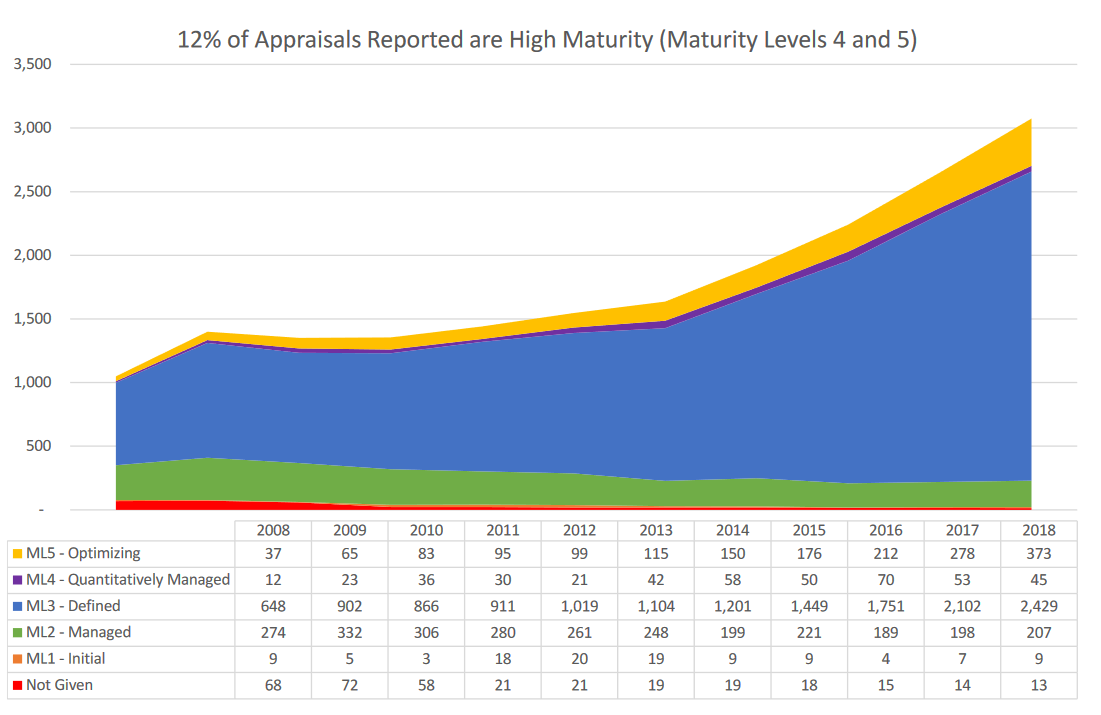 12% of Appraisals Reported are High Maturity (Maturity Levels 4 and 5)
3,500
3,000
2,500
2,000
1,500
1,000
500
-
2008 2009 2010 2011 2012 2013 2014 2015 2016 2017 2018
ML5 - Optimizing 37 65 83 95 99 115 150 176 212 278 373
ML4 - Quantitatively Managed 12 23 36 30 21 42 58 50 70 53 45
ML3 - Defined 648 902 866 911 1,019 1,104 1,201 1,449 1,751 2,102 2,429
ML2 - Managed 274 332 306 280 261 248 199 221 189 198 207
ML1 - Initial 9 5 3 18 20 19 9 9 4 7 9
Not Given 68 72 58 21 21 19 19 18 15 14 13